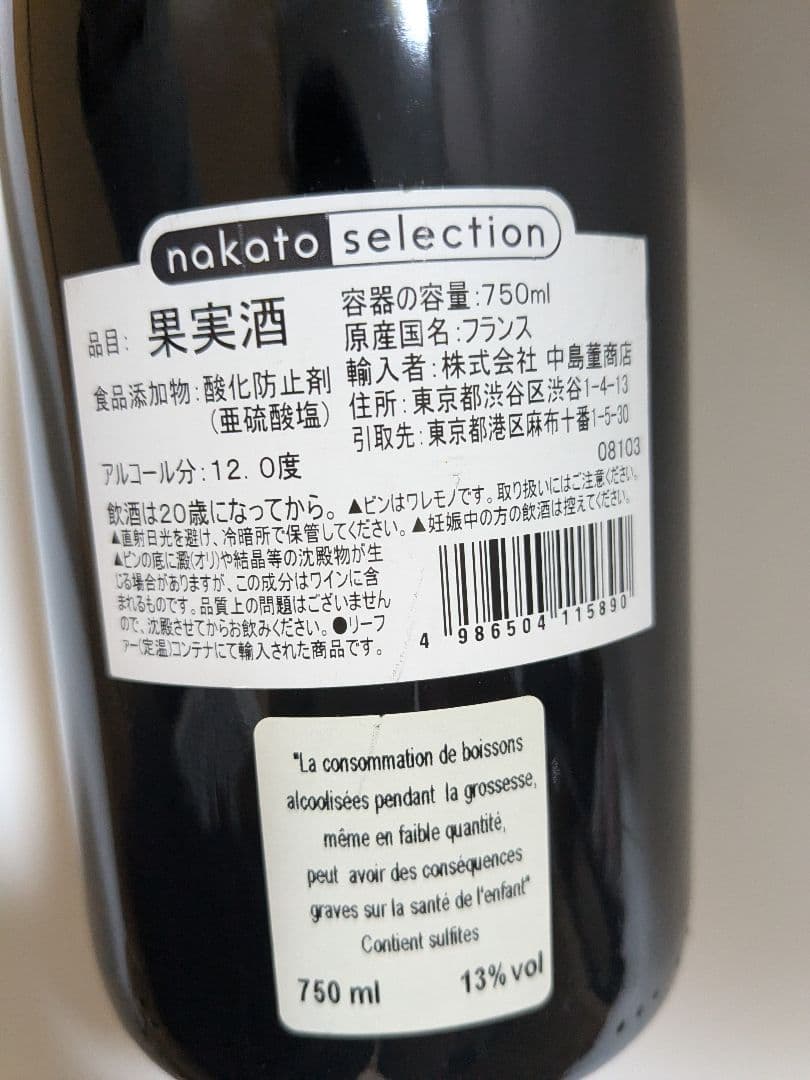 nakato selection
品目: 果実酒
食品添加物:酸化防止剤
(亜硫酸塩)
アルコール分:12.0度
容器の容量:750ml
原産国名:フランス
輸入者:株式会社 中島董商店
住所:東京都渋谷区渋谷1-4-13
引取先:東京都港区麻布十番1-5-30
08103
飲酒は20歳になってから。▲ビンはワレモノです。取り扱いにはご注意ください。
▲直射日光を避け、冷暗所で保管してください。▲妊娠中の方の飲酒は控えてください。
▲ビンの底に澱(オリ)や結晶等の沈殿物が生
じる場合がありますが、この成分はワインに含
まれるものです。品質上の問題はございません
ので、沈殿させてからお飲みください。●リーフ
ァー(定温)コンテナにて輸入された商品です。
4 986504 115890
"La consommation de boissons
alcoolisées pendant la grossesse,
même en faible quantité,
peut avoir des conséquences
graves sur la santé de l'enfant"
Contient sulfites
750 ml 13% vol